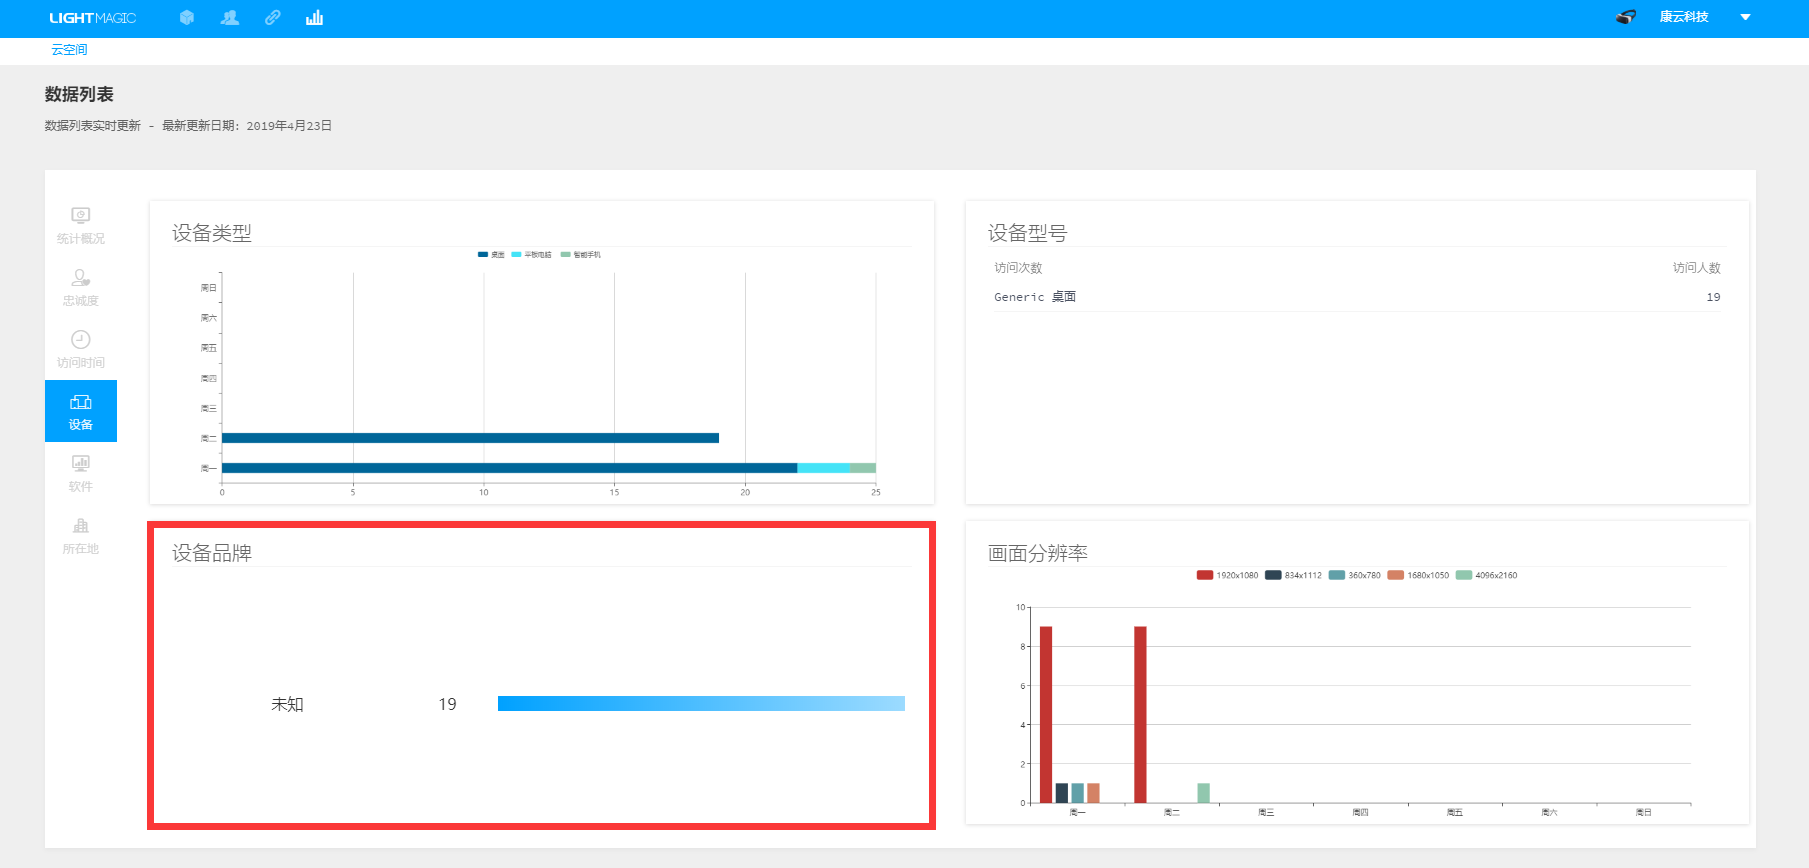 LIGHTMAGIC
康云科技
云空间
数据列表
数据列表实时更新 - 最新更新日期: 2019年4月23日
统计概况
忠诚度
访问时间
设备
软件
所在地
设备类型
桌面 平板电脑 智能手机
周日
周六
周五
周四
周三
周二
周一
0 5 10 15 20 25
设备型号
访问次数 访问人数
Generic 桌面 19
设备品牌
未知 19
画面分辨率
1920x1080 834x1112 360x780 1680x1050 4096x2160
10
8
6
4
2
0
周一 周二 周三 周四 周五 周六 周日